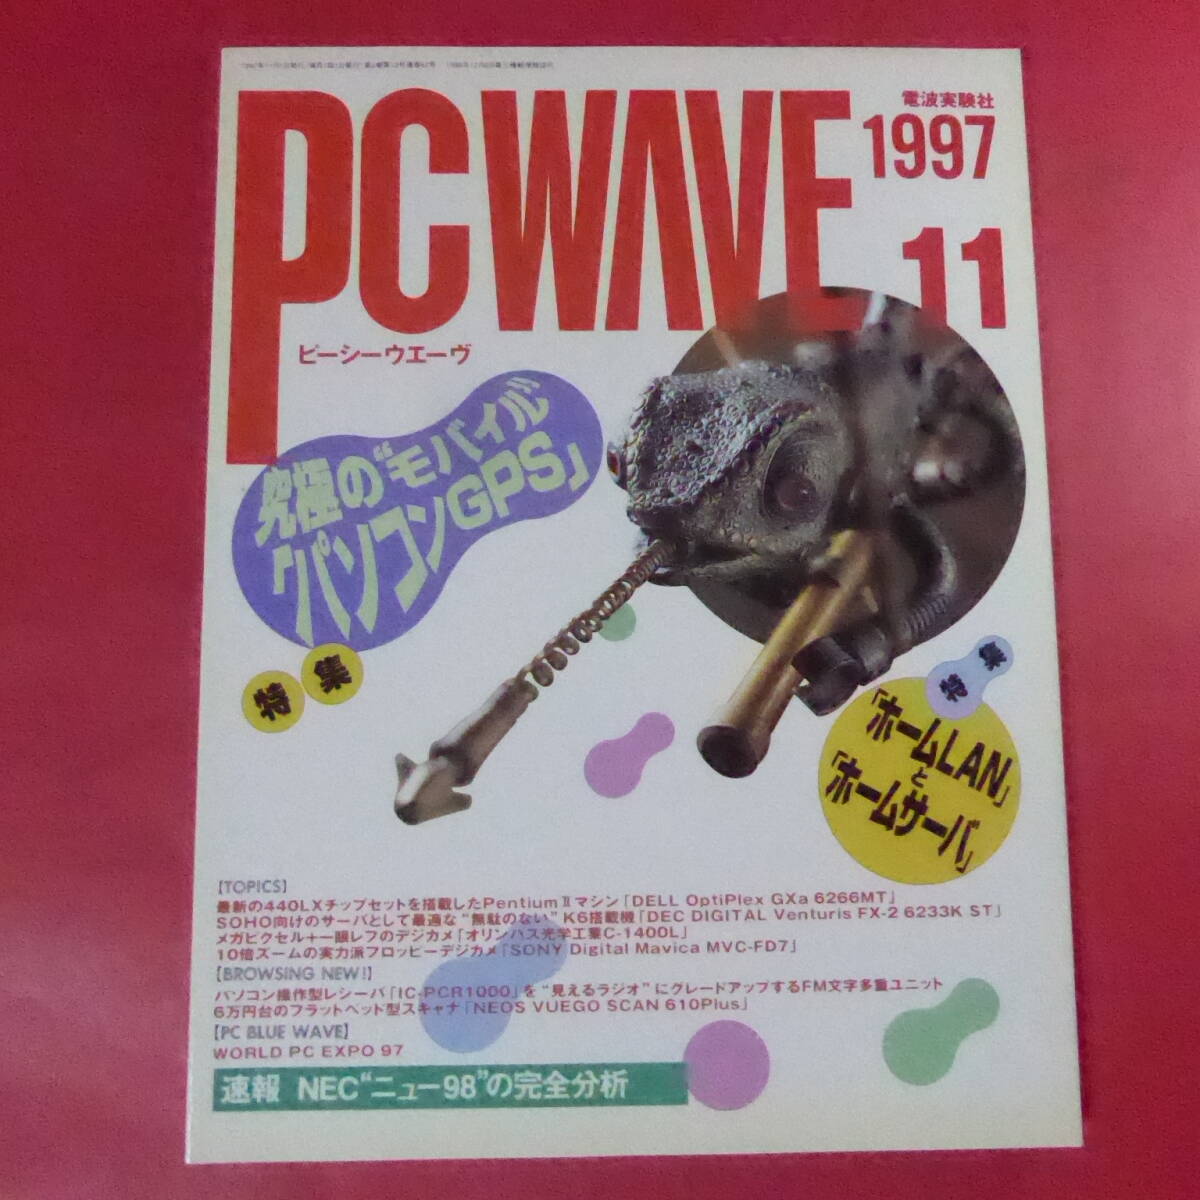 PC WAVE
電波実験社
1997
11
ピーシーウエーヴ
究極の"モバイル"
「パソコンGPS」
特集
特集
「ホームLAN」
と
「ホームサーバ」
【TOPICS】
最新の440LXチップセットを搭載したPentiumⅡマシン「DELL OptiPlex GXa 6266MT」
SOHO向けのサーバとして最適な"無駄のない"K6搭載機「DEC DIGITAL Venturis FX-2 6233K ST」
メガピクセル+一眼レフのデジカメ「オリンパス光学工業C-1400L」
10倍ズームの実力派フロッピーデジカメ「SONY Digital Mavica MVC-FD7」
【BROWSING NEW!】
パソコン操作型レシーバ「IC-PCR1000」を"見えるラジオ"にグレードアップするFM文字多重ユニット
6万円台のフラットベッド型スキャナ「NEOS VUEGO SCAN 610Plus」
【PC BLUE WAVE】
WORLD PC EXPO 97
速報 NEC"ニュー98"の完全分析